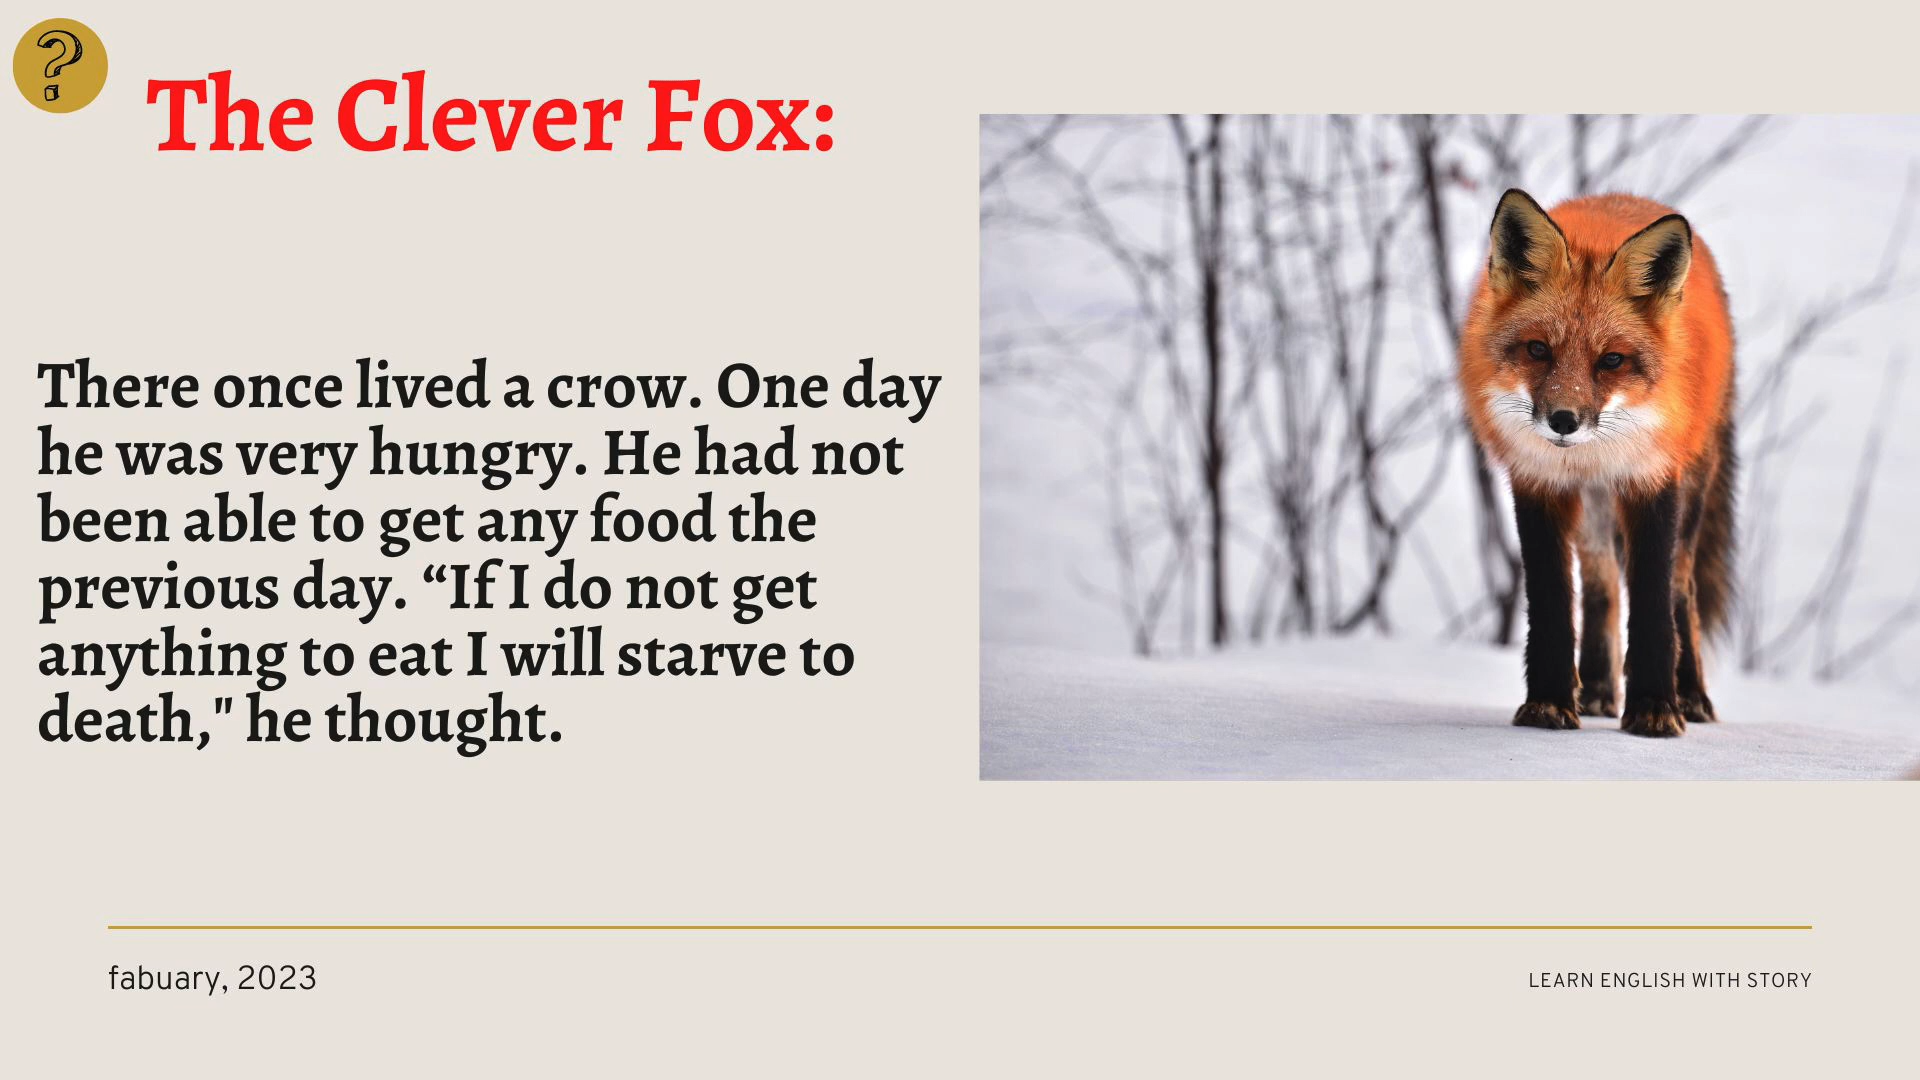 ?
The Clever Fox:
There once lived a crow. One day
he was very hungry. He had not
been able to get any food the
previous day. “If I do not get
anything to eat I will starve to
death," he thought.
fabuary, 2023
LEARN ENGLISH WITH STORY